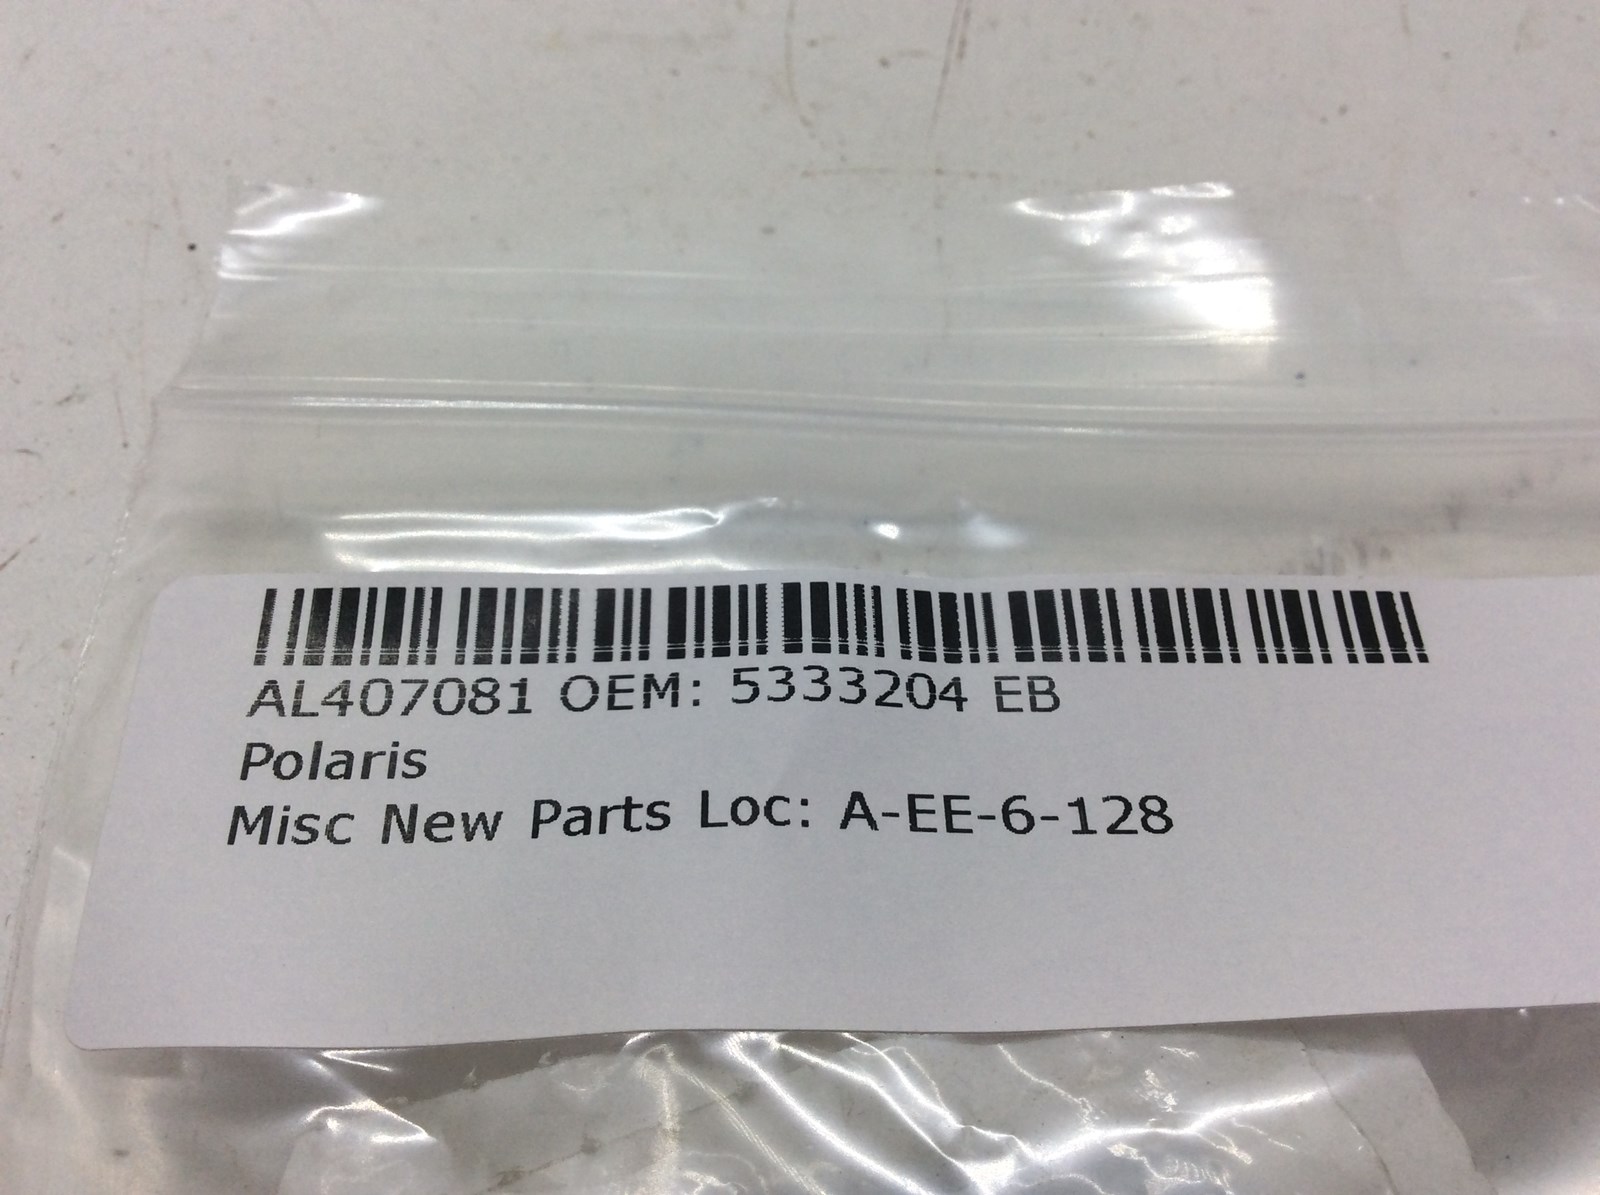 AL407081 OEM: 5333204 EB
Polaris
Misc New Parts Loc: A-EE-6-128